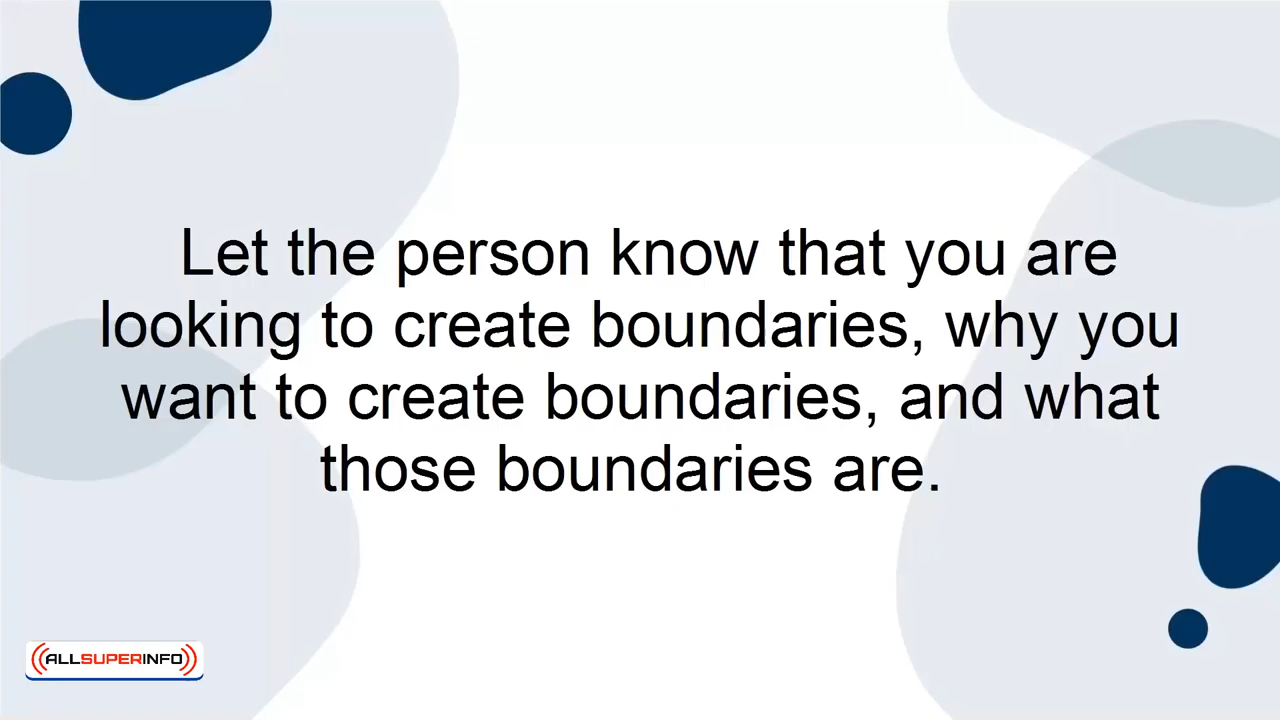 Let the person know that you are
looking to create boundaries, why you
want to create boundaries, and what
those boundaries are.
ALLSUPERINFO